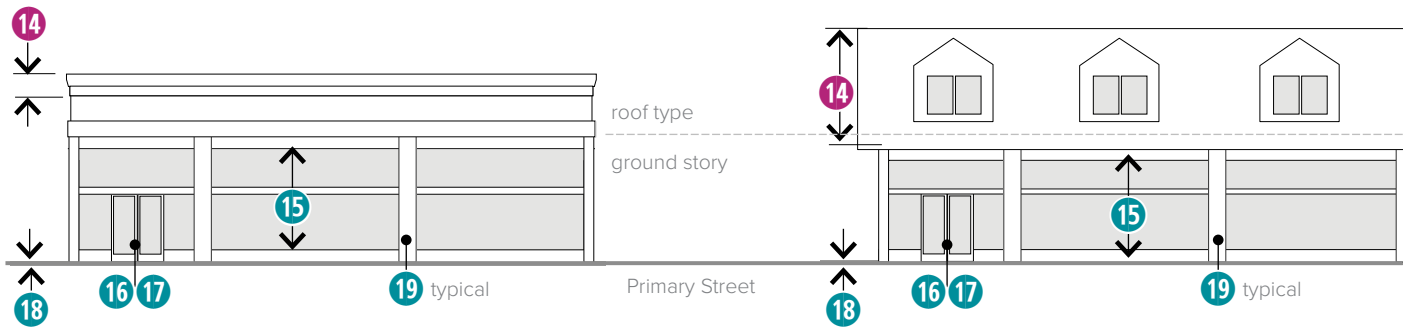 14
14
roof type
ground story
15
15
16 17
19 typical
Primary Street
16 17
19 typical
18
18